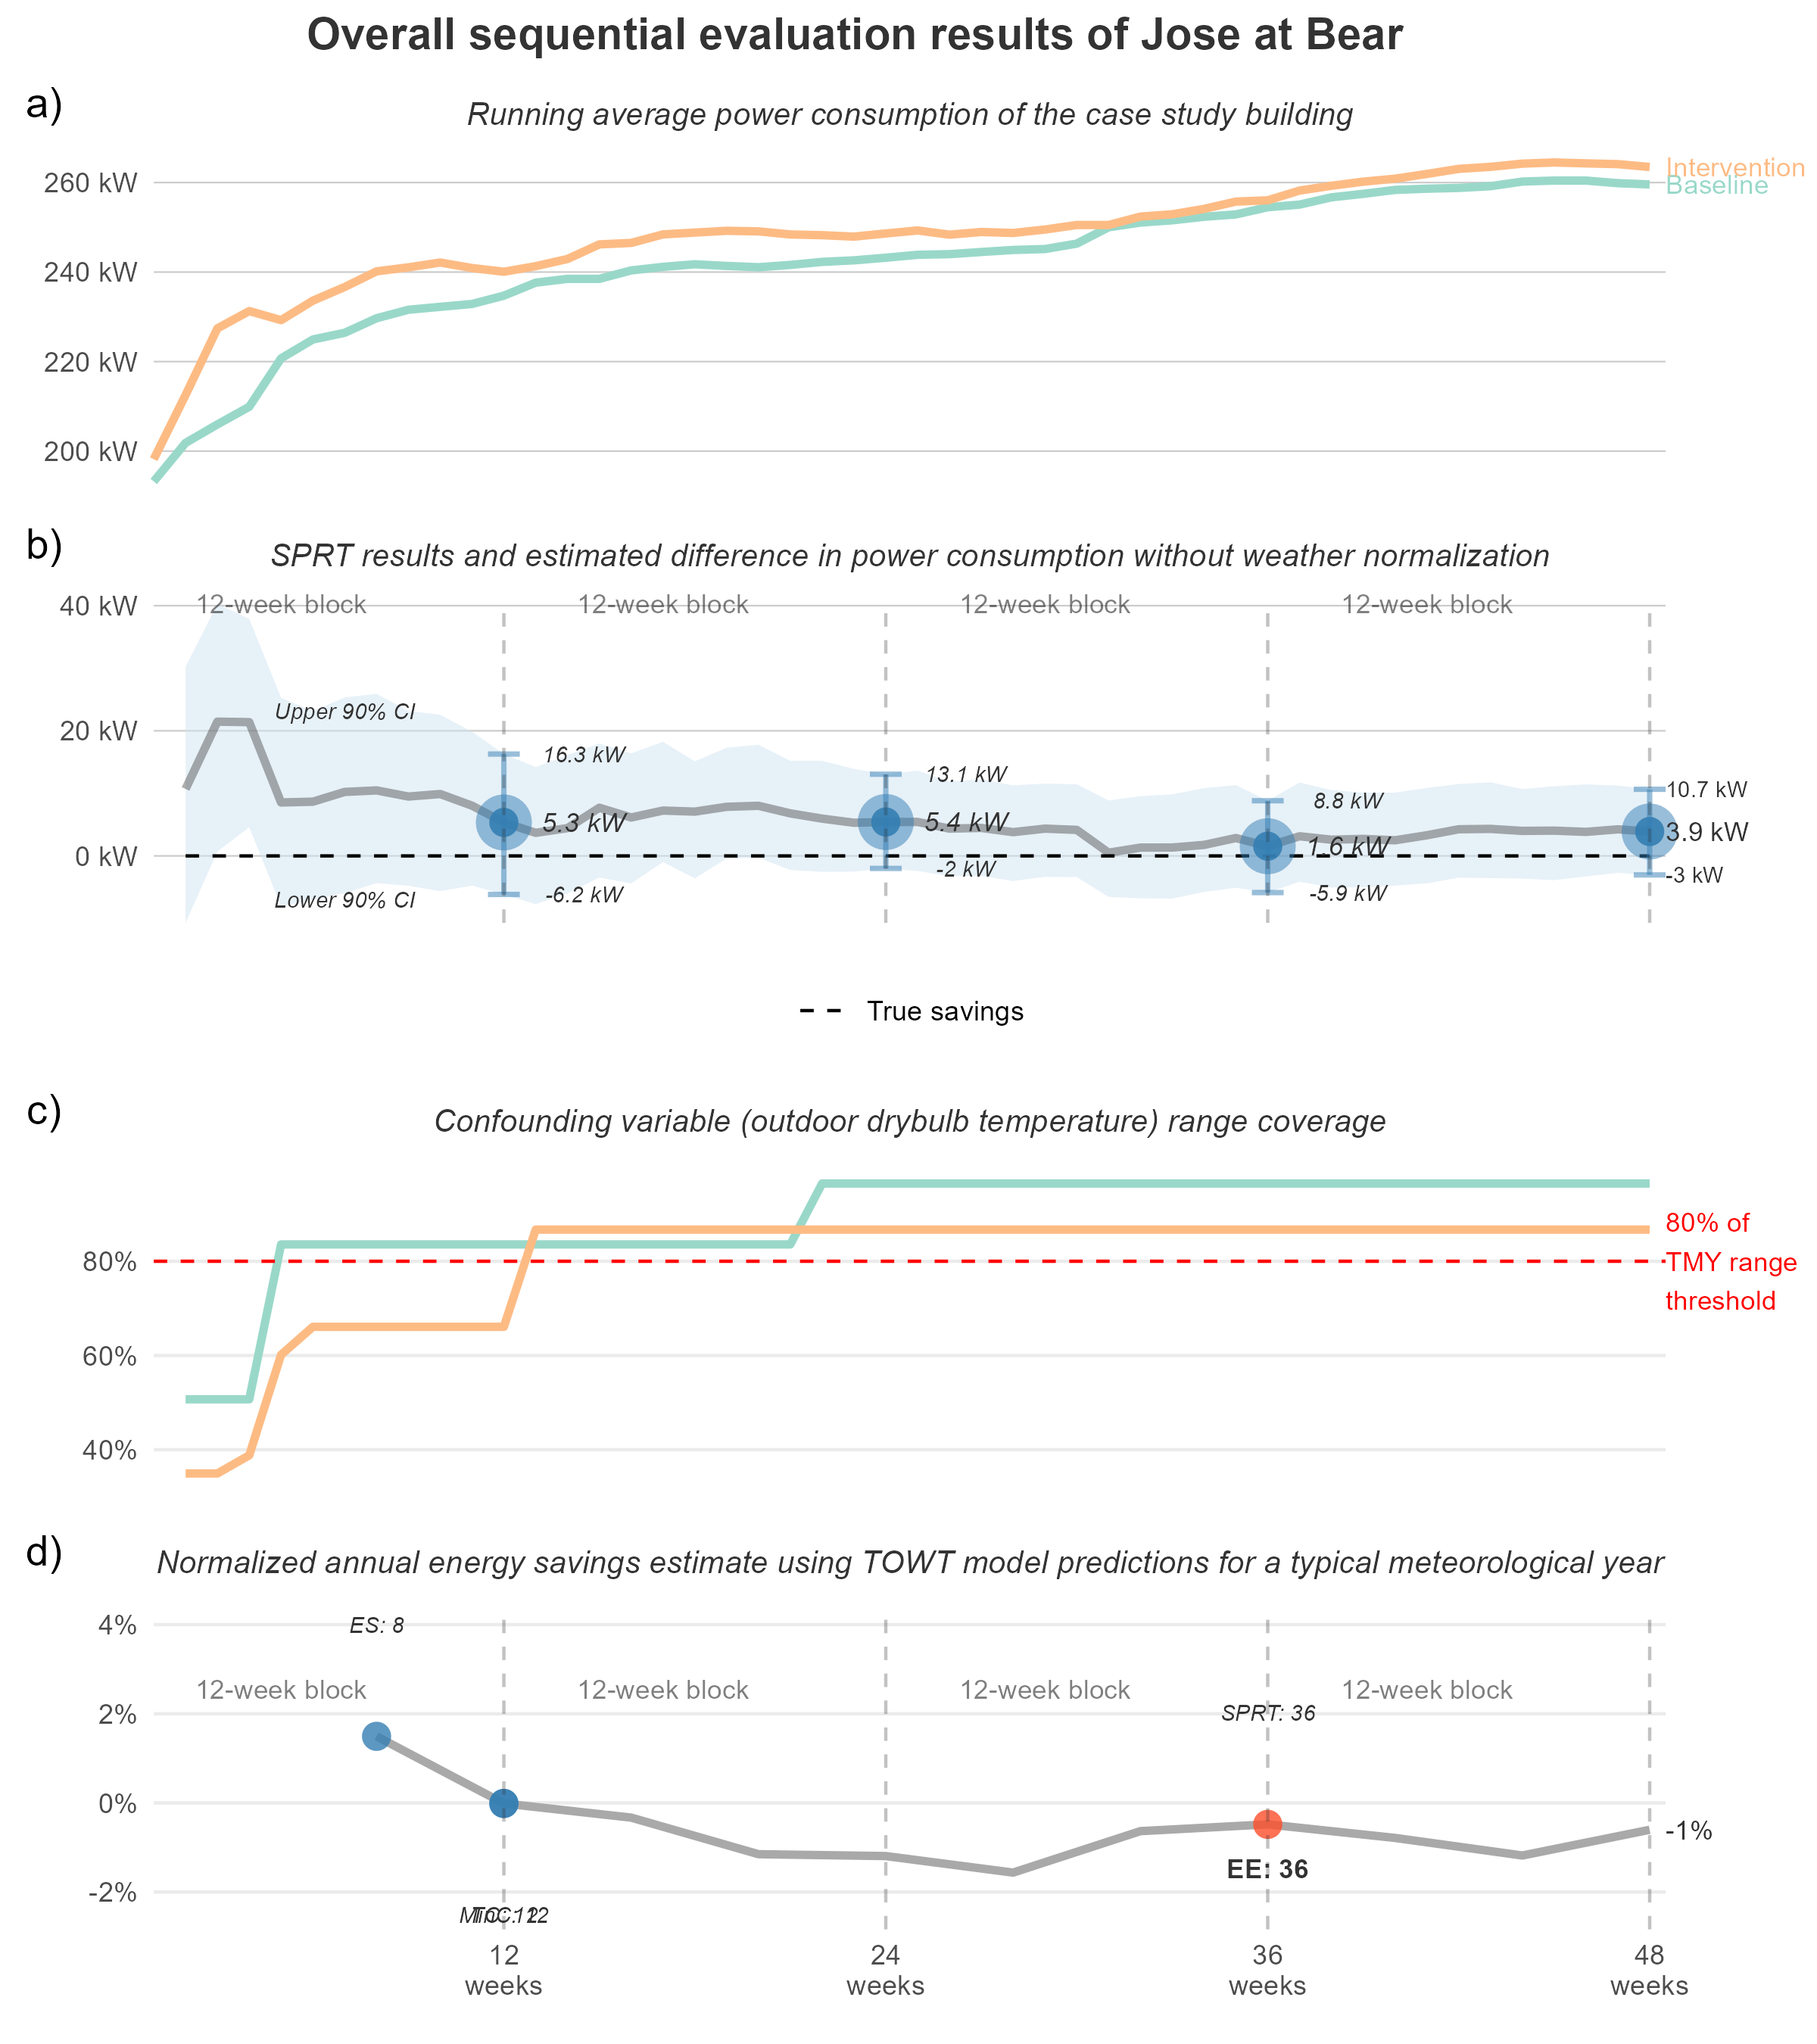 Overall sequential evaluation results of Jose at Bear
a)
Running average power consumption of the case study building
260 kW
240 kW
220 kW
200 kW
Intervention
Baseline
b)
SPRT results and estimated difference in power consumption without weather normalization
40 kW
20 kW
0 kW
12-week block
12-week block
12-week block
12-week block
Upper 90% CI
Lower 90% CI
16.3 kW
5.3 kW
-6.2 kW
13.1 kW
5.4 kW
-2 kW
8.8 kW
1.6 kW
-5.9 kW
10.7 kW
3.9 kW
-3 kW
True savings
c)
Confounding variable (outdoor drybulb temperature) range coverage
80%
60%
40%
80% of
TMY range
threshold
d)
Normalized annual energy savings estimate using TOWT model predictions for a typical meteorological year
4%
2%
0%
-2%
ES: 8
12-week block
12-week block
12-week block
12-week block
SPRT: 36
EE: 36
-1%
12
weeks
24
weeks
36
weeks
48
weeks